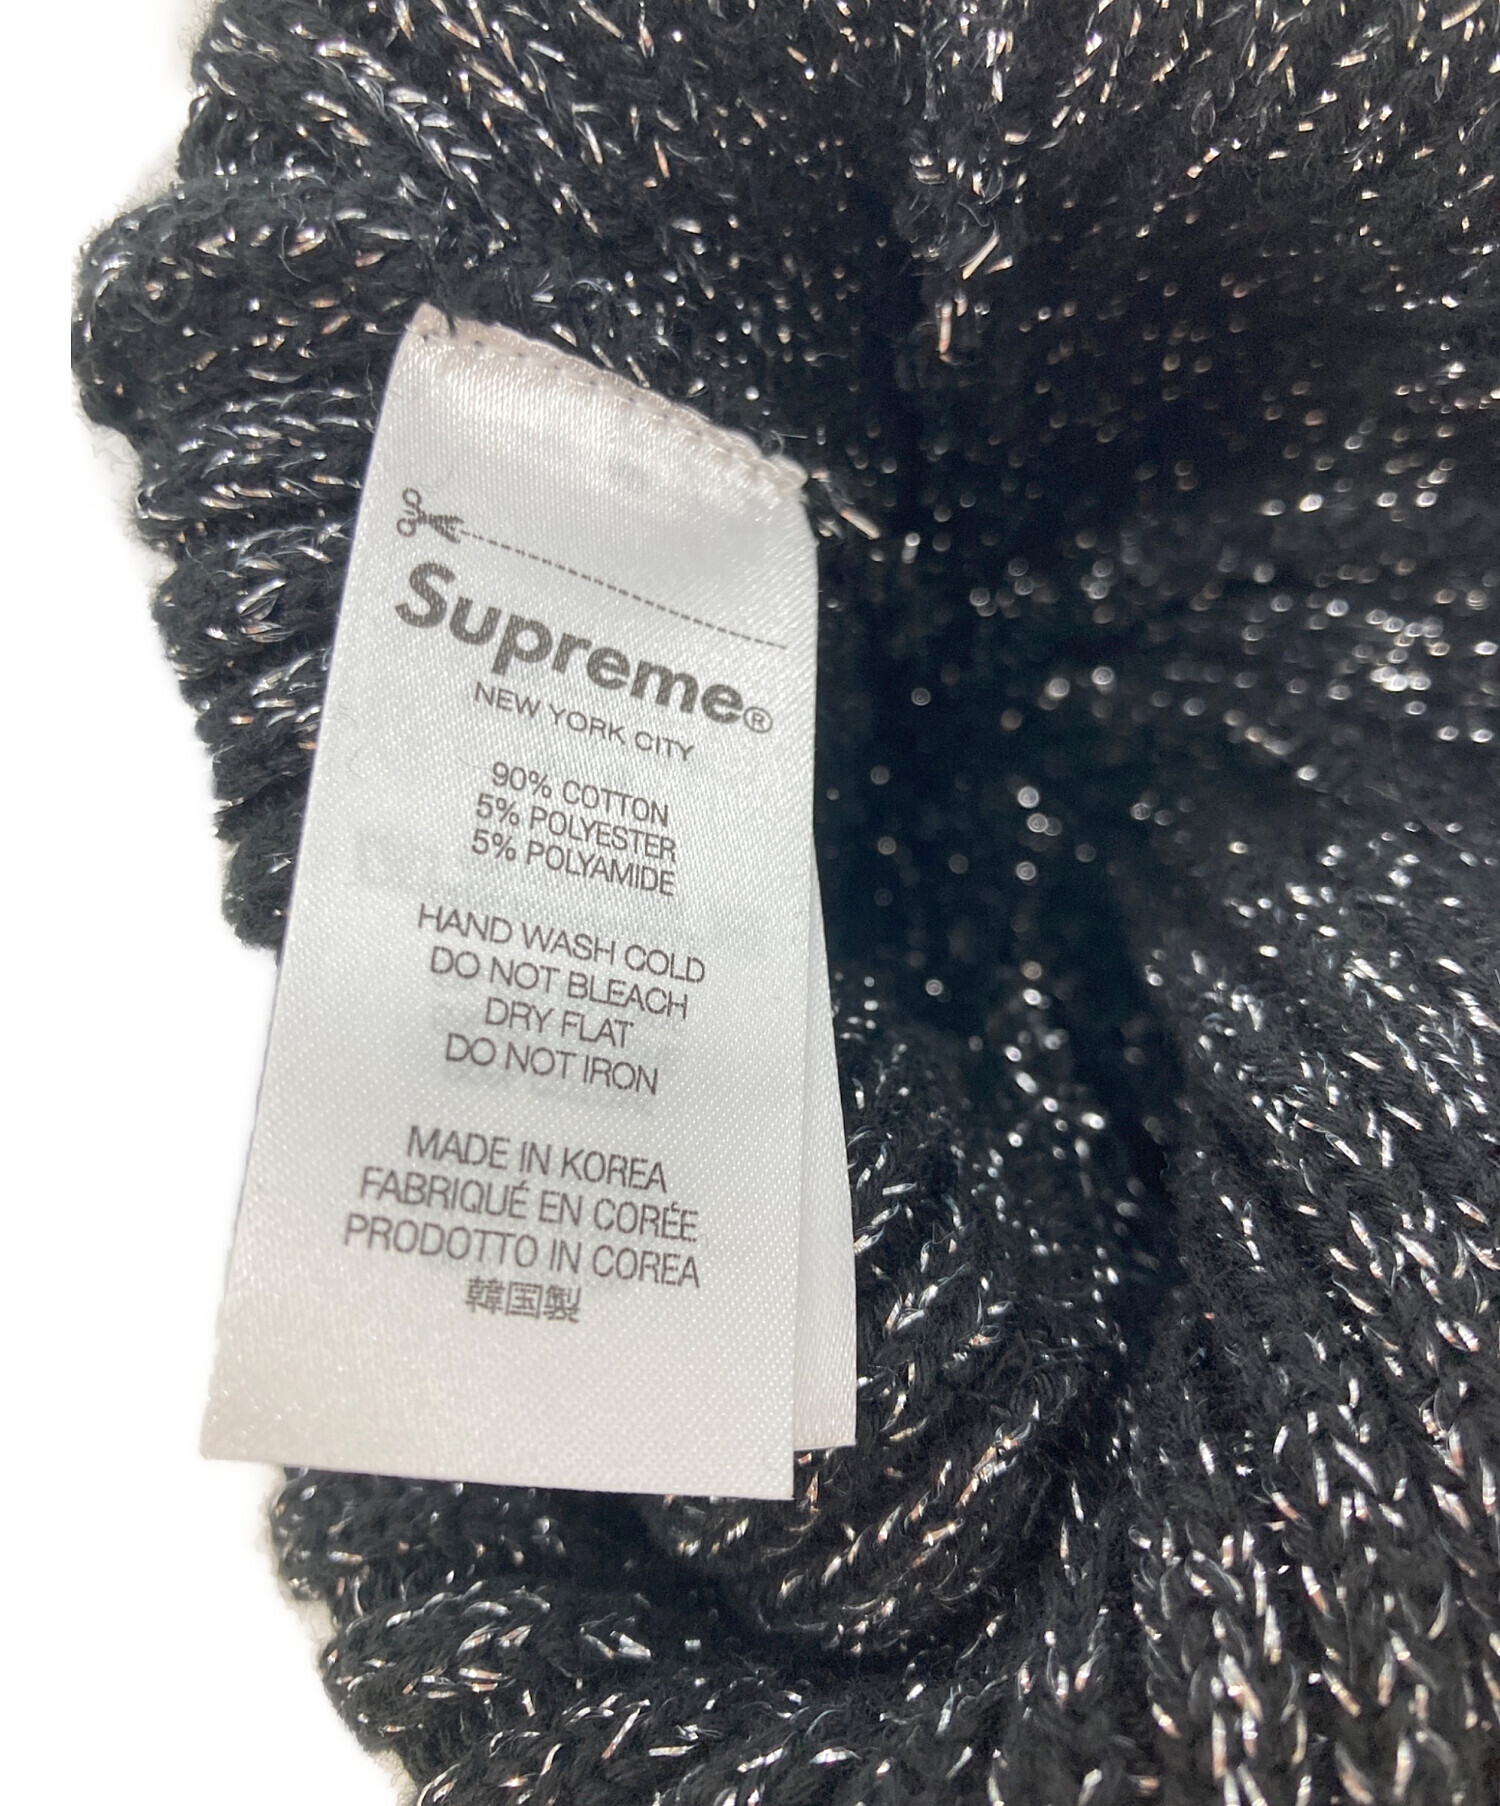 Supreme®
NEW YORK CITY
90% COTTON
5% POLYESTER
5% POLYAMIDE
HAND WASH COLD
DO NOT BLEACH
DRY FLAT
DO NOT IRON
MADE IN KOREA
FABRIQUÉ EN CORÉE
PRODOTTO IN COREA
韓国製